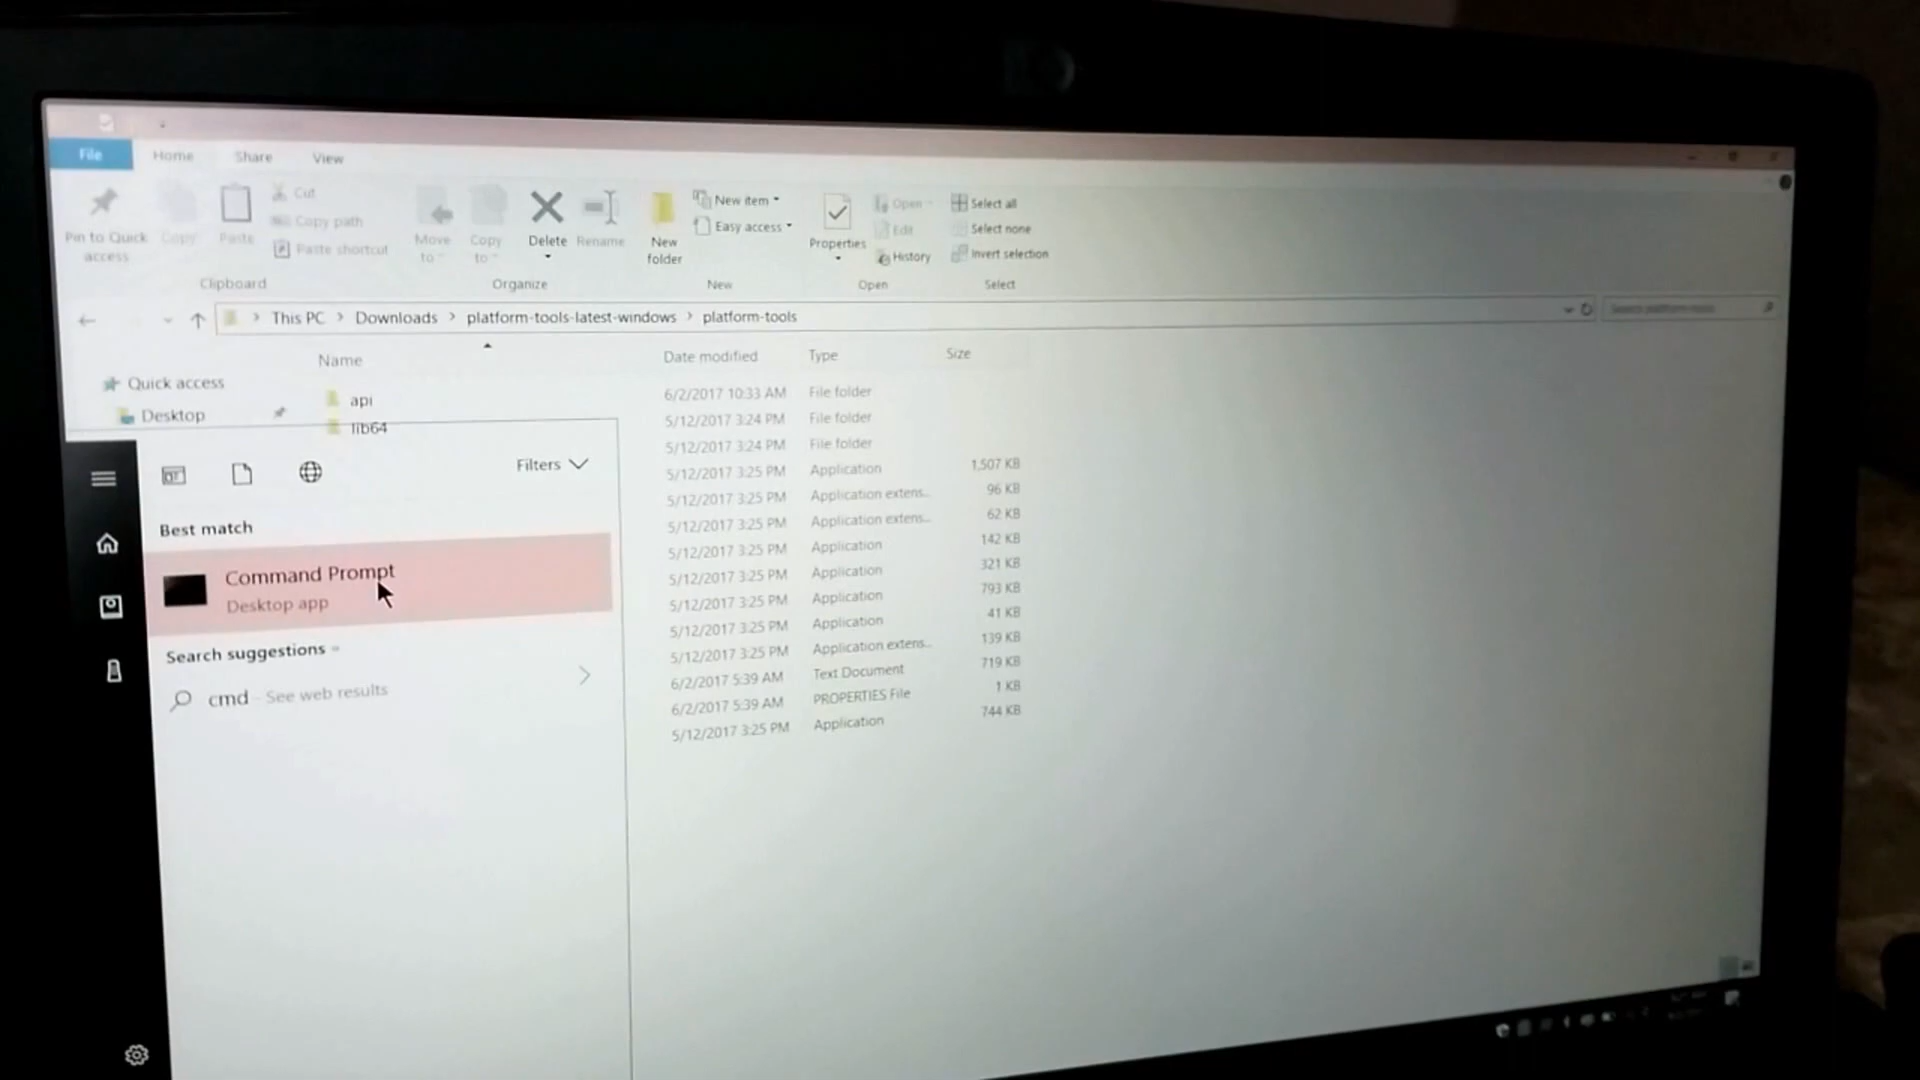 File Home Share View
Pin to Quick access
Copy
Paste
Cut
Copy path
Paste shortcut
Clipboard
Move to
Copy to
Delete
Rename
Organize
New folder
New item
Easy access
New
Properties
Open
Edit
History
Open
Select all
Select none
Invert selection
Select
This PC > Downloads > platform-tools-latest-windows > platform-tools
Search platform-tools
Quick access
Desktop
Name Date modified Type Size
api 6/2/2017 10:33 AM File folder
lib64 5/12/2017 3:24 PM File folder
5/12/2017 3:24 PM File folder
5/12/2017 3:25 PM Application 1,507 KB
5/12/2017 3:25 PM Application extens... 96 KB
5/12/2017 3:25 PM Application extens... 62 KB
5/12/2017 3:25 PM Application 142 KB
5/12/2017 3:25 PM Application 321 KB
5/12/2017 3:25 PM Application 793 KB
5/12/2017 3:25 PM Application 41 KB
5/12/2017 3:25 PM Application extens... 139 KB
6/2/2017 5:39 AM Text Document 719 KB
6/2/2017 5:39 AM PROPERTIES File 1 KB
5/12/2017 3:25 PM Application 744 KB
Filters
Best match
Command Prompt
Desktop app
Search suggestions
cmd - See web results